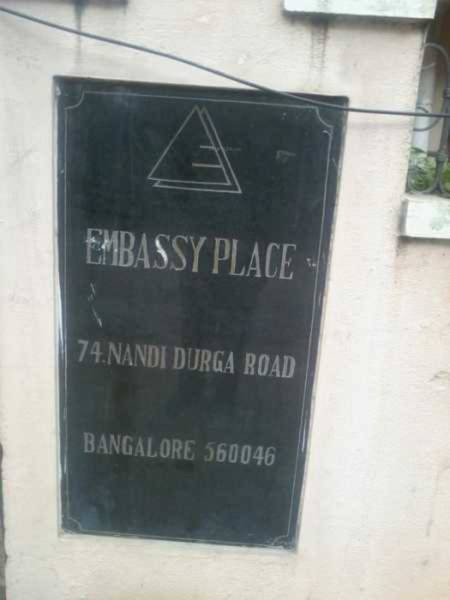 EMBASSY PLACE
74.NANDI DURGA ROAD
BANGALORE 560046